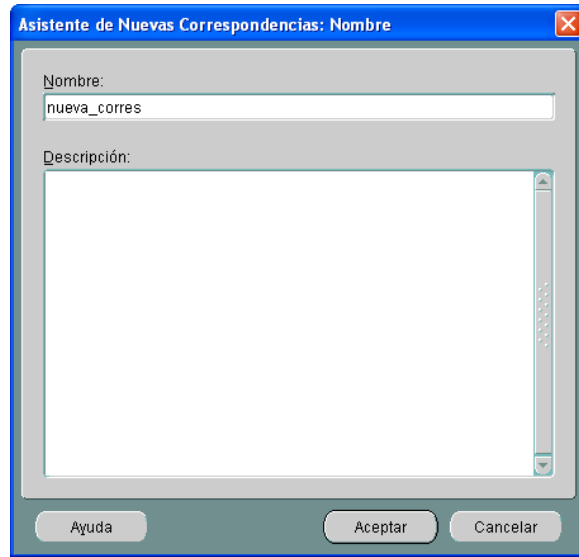 Asistente de Nuevas Correspondencias: Nombre
Nombre:
nueva_corres
Descripción:
Ayuda Aceptar Cancelar